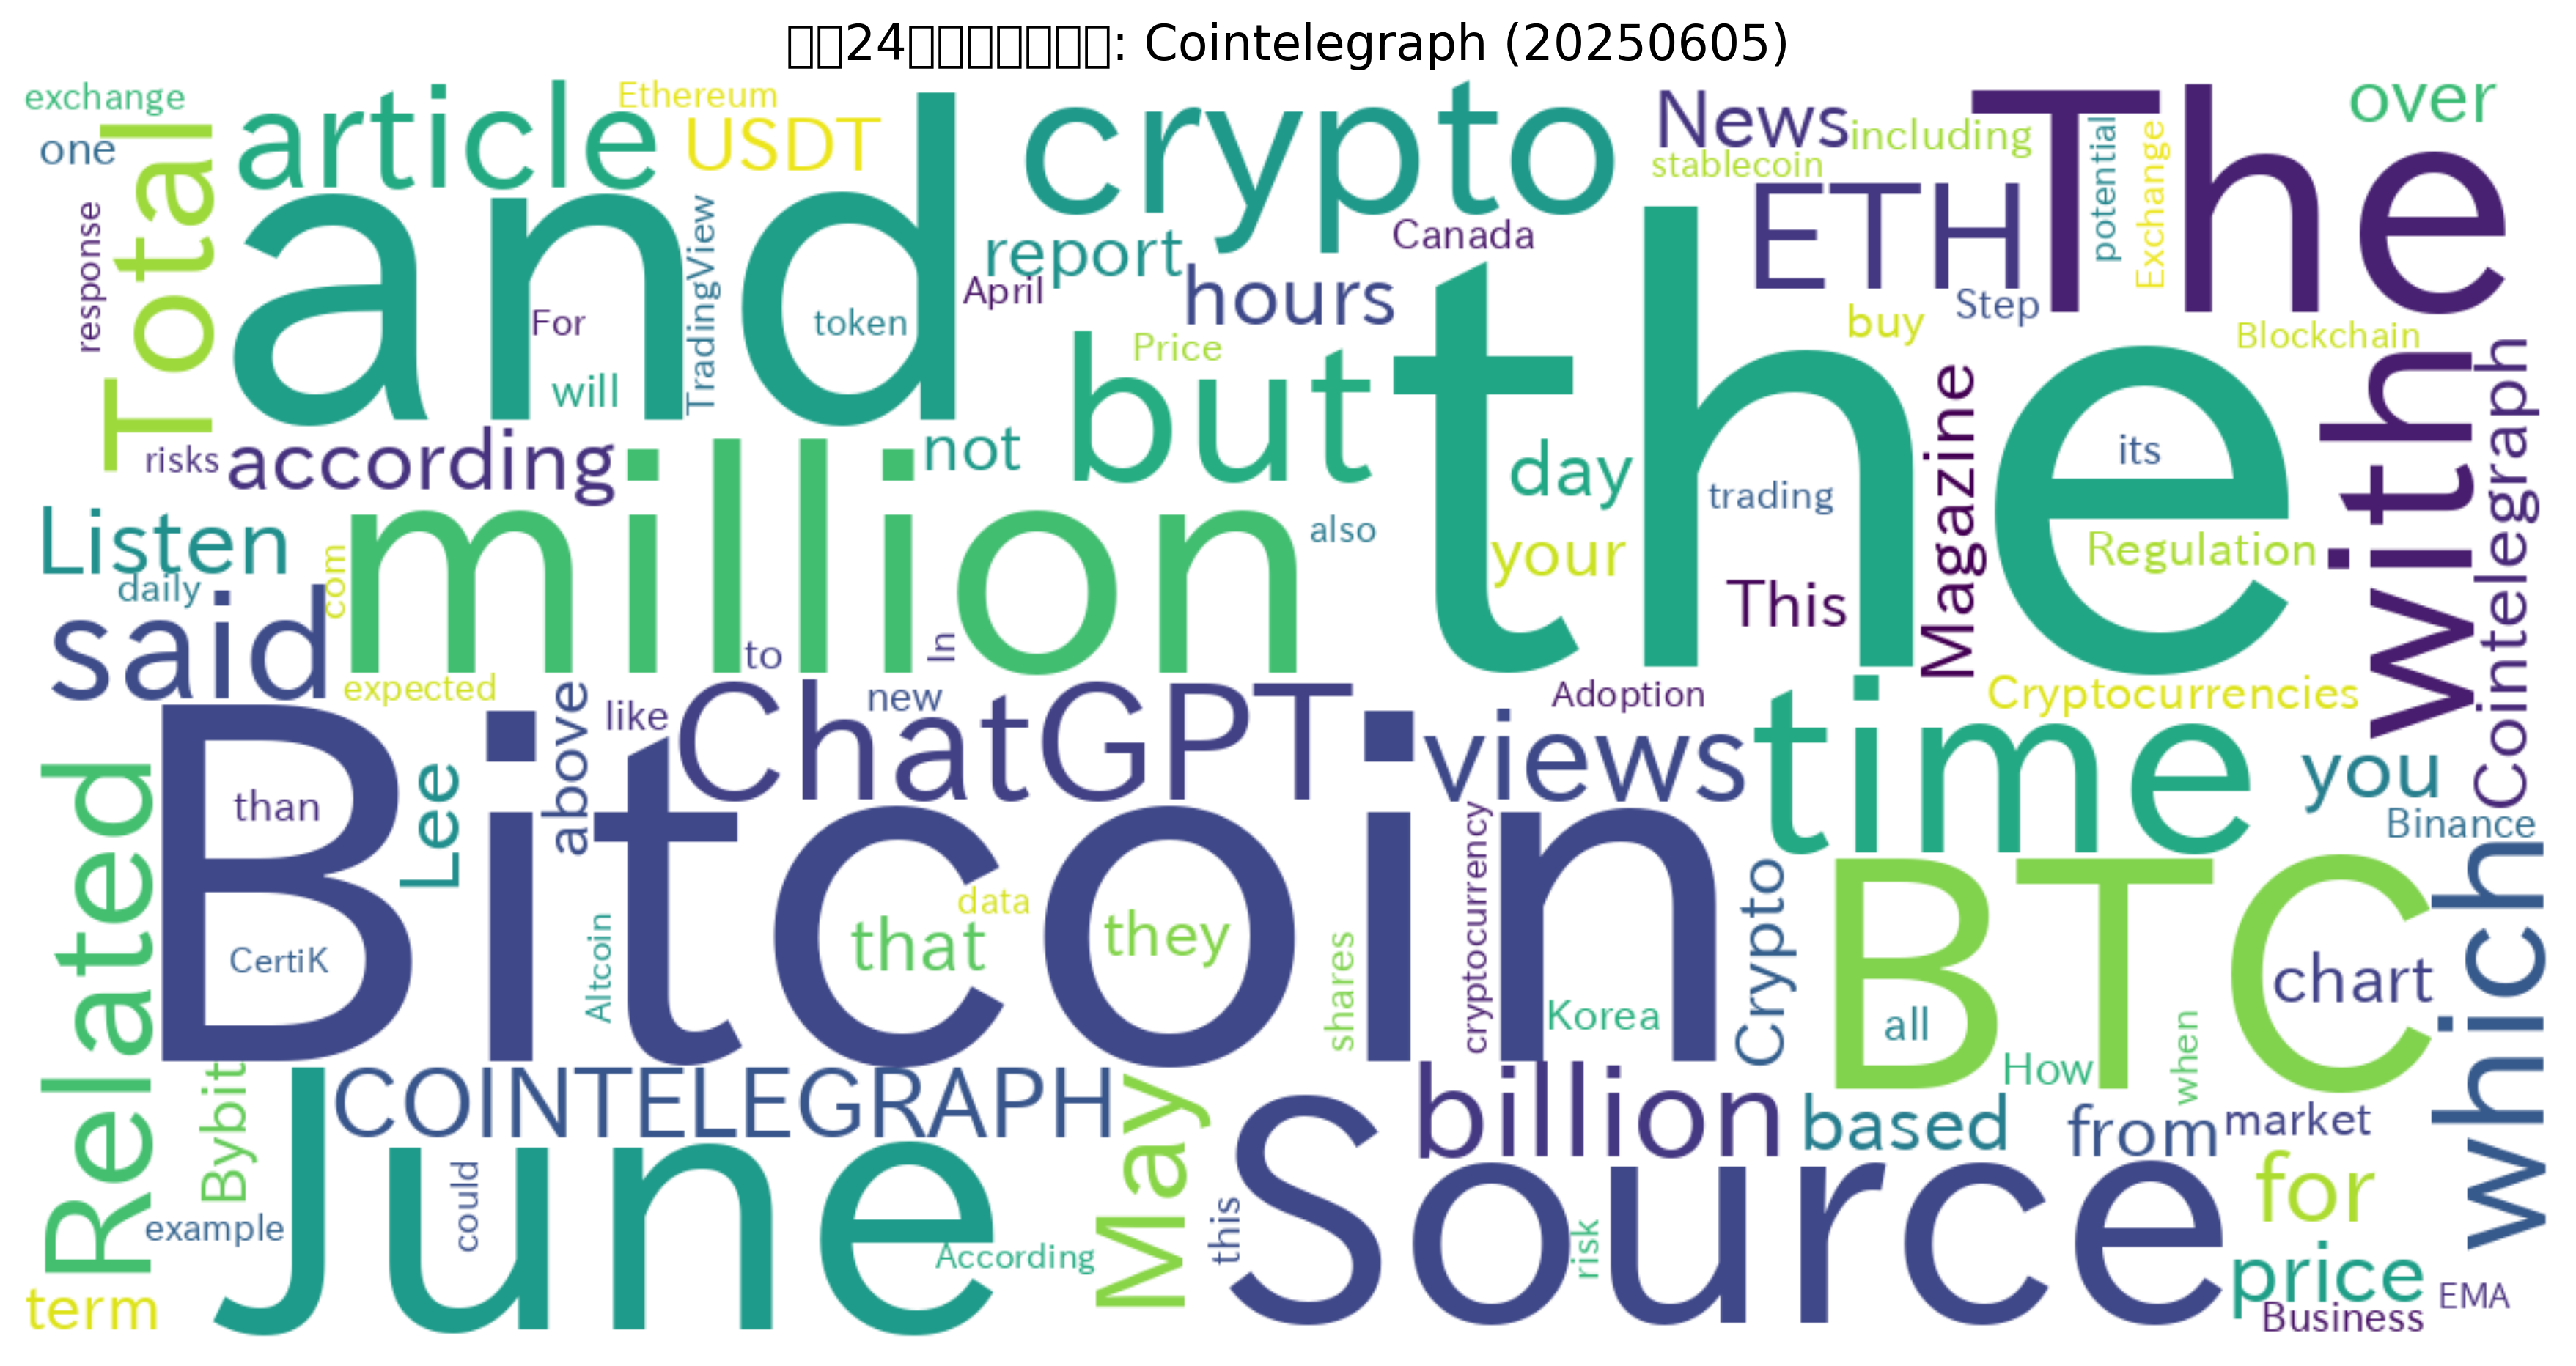 □□24□□□□□□□: Cointelegraph (20250605)
exchange
Ethereum
article
USDT
crypto
News
including
The
over
one
Total
stablecoin
potential
Exchange
response
and
TradingView
report
Canada
ETH
April
hours
Step
For
token
buy
Price
Blockchain
will
but
the
with
Cointelegraph
risks
according
not
day
Magazine
its
trading
Listen
million
also
your
Regulation
daily
com
This
said
to
In
expected
like
ChatGPT
new
Adoption
Cryptocurrencies
above
views
time
you
Related
Bitcoin
than
Lee
Binance
which
CertiK
Altcoin
that
data
they
shares
cryptocurrency
Korea
Crypto
BTC
chart
all
How
when
Bybit
COINTELEGRAPH
May
billion
based
from
market
June
could
example
According
this
Source
risk
for
price
term
EMA
Business